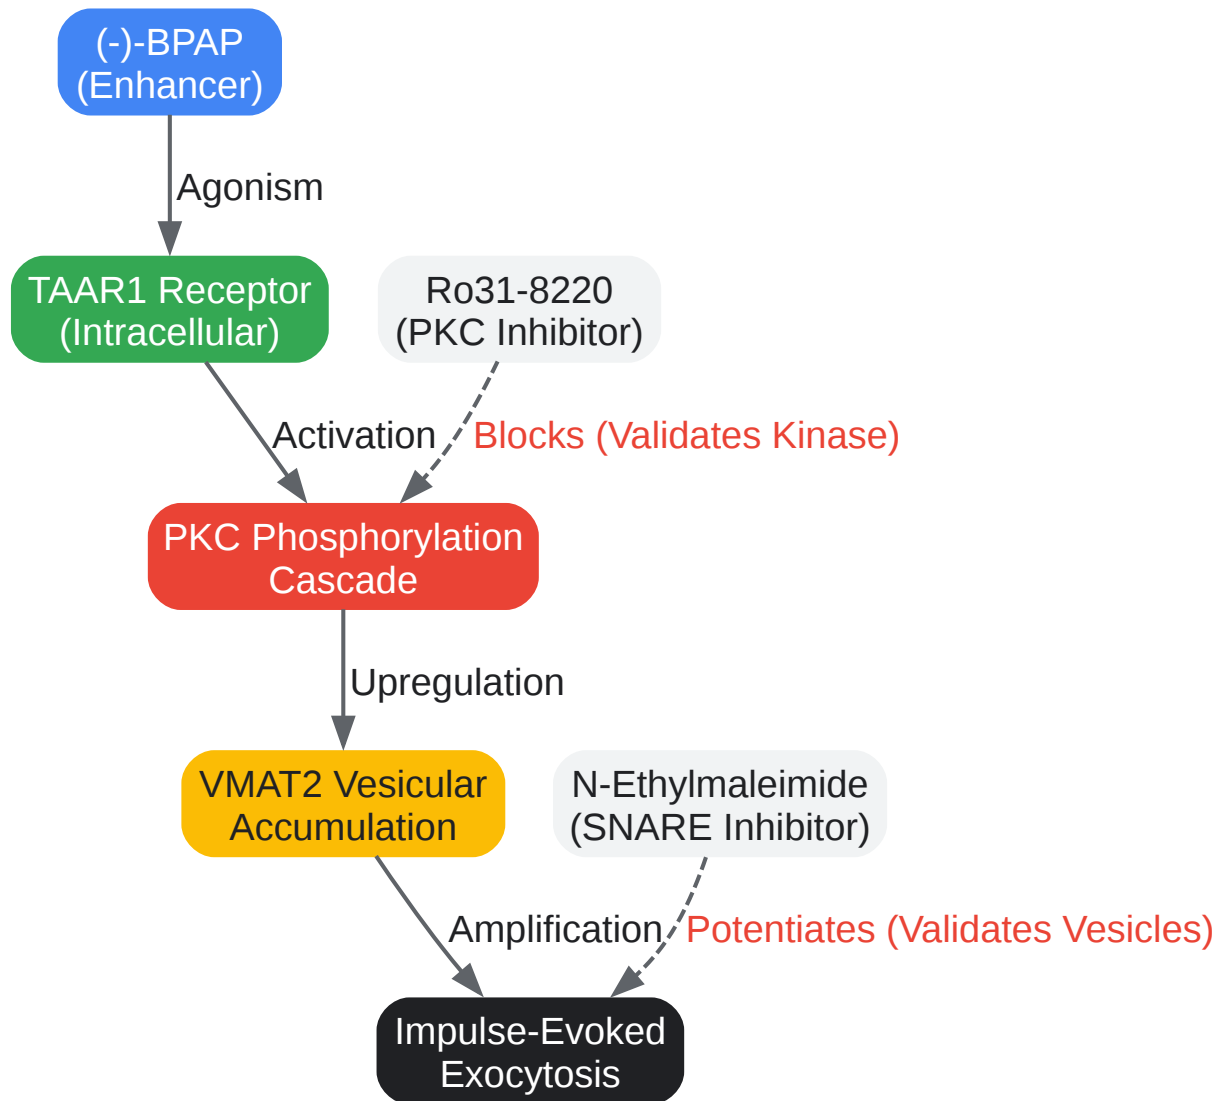 (-)-BPAP
(Enhancer)
Agonism
TAAR1 Receptor
(Intracellular)
Ro31-8220
(PKC Inhibitor)
Activation
Blocks (Validates Kinase)
PKC Phosphorylation
Cascade
Upregulation
VMAT2 Vesicular
Accumulation
N-Ethylmaleimide
(SNARE Inhibitor)
Amplification
Potentiates (Validates Vesicles)
Impulse-Evoked
Exocytosis